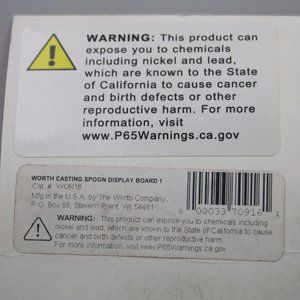 WARNING: This product can
expose you to chemicals
including nickel and lead,
which are known to the State
of California to cause cancer
and birth defects or other
reproductive harm. For more
information, visit
www.P65Warnings.ca.gov
WORTH CASTING SPOON DISPLAY BOARD 1
Cat. #: WOR16
Mfg in the U.S.A. by The Worth Company
P.O. Box 88, Stevens Point, WI 54481
0 00033 70916 1
WARNING: This product can expose you to chemicals including
nickel and lead, which are known to the State of California to cause
cancer and birth defects or other reproductive harm.
For more information go to www.P65Warnings.ca.gov